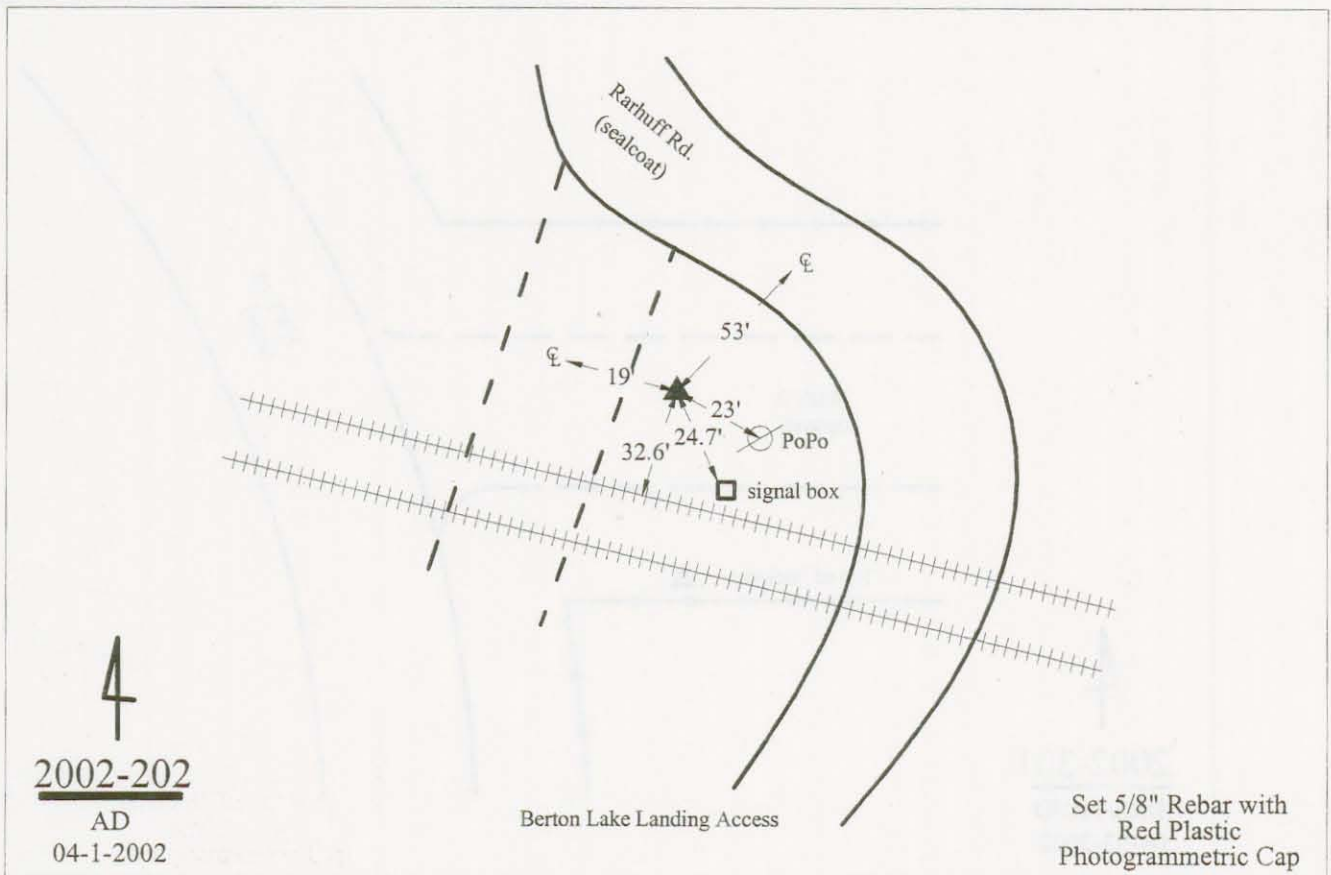 Rarhuff Rd.
(sealcoat)
℄
53'
℄
19'
23'
PoPo
24.7'
32.6'
signal box
2002-202
AD
04-1-2002
Berton Lake Landing Access
Set 5/8" Rebar with
Red Plastic
Photogrammetric Cap